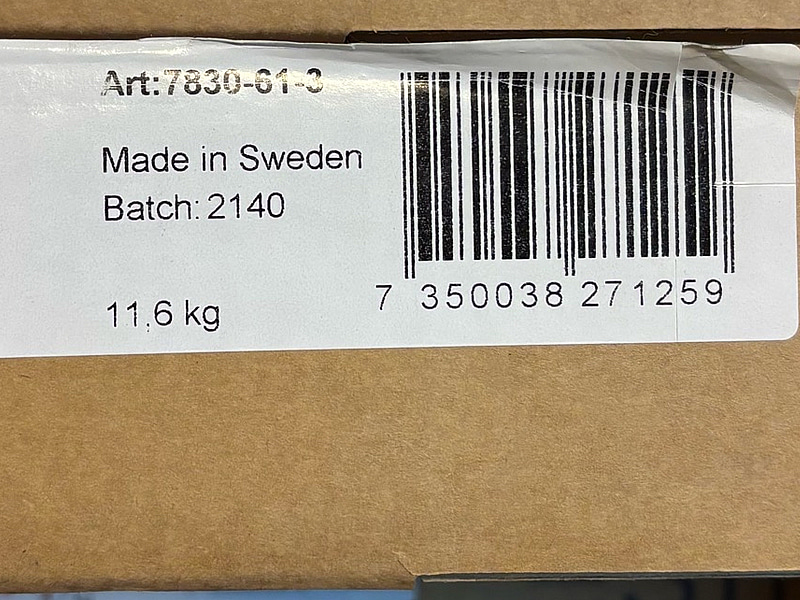 Art:7830-61-3
Made in Sweden
Batch: 2140
11,6 kg
7 350038 271259